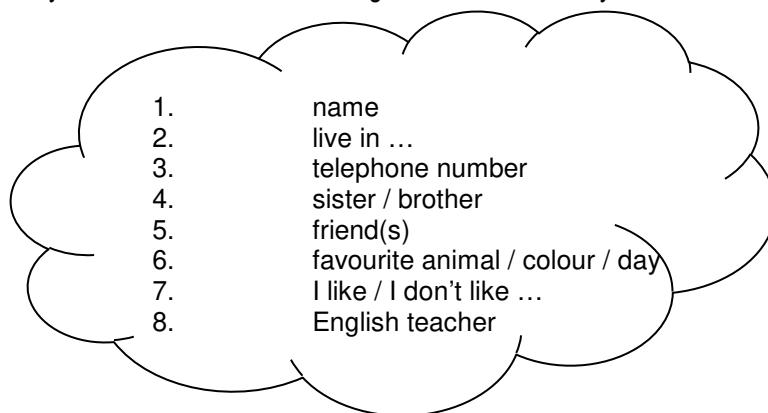 1. name
2. live in …
3. telephone number
4. sister / brother
5. friend(s)
6. favourite animal / colour / day
7. I like / I don't like …
8. English teacher